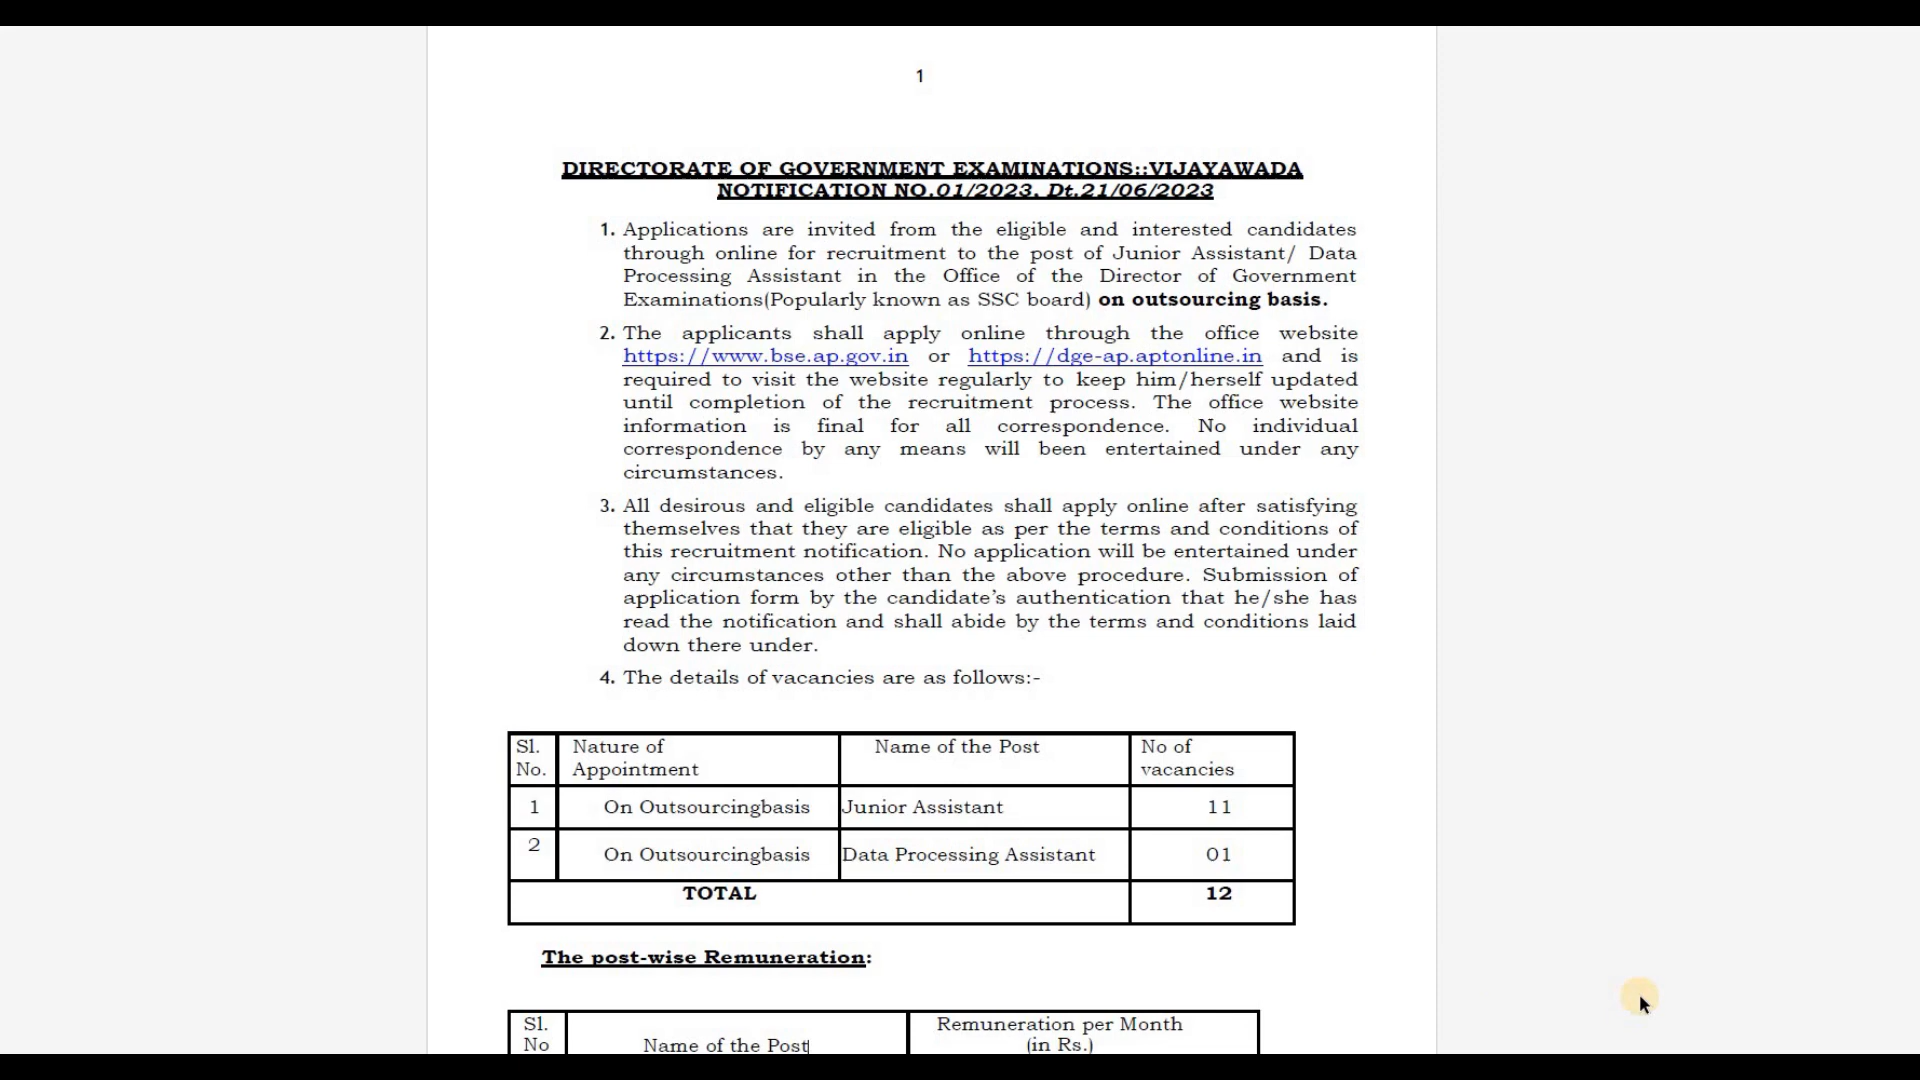 1
DIRECTORATE OF GOVERNMENT EXAMINATIONS::VIJAYAWADA
NOTIFICATION NO.01/2023, Dt.21/06/2023
1. Applications are invited from the eligible and interested candidates
through online for recruitment to the post of Junior Assistant/ Data
Processing Assistant in the Office of the Director of Government
Examinations(Popularly known as SSC board) on outsourcing basis.
2. The applicants shall apply online through the office website
https://www.bse.ap.gov.in or https://dge-ap.aptonline.in and is
required to visit the website regularly to keep him/herself updated
until completion of the recruitment process. The office website
information is final for all correspondence. No individual
correspondence by any means will been entertained under any
circumstances.
3. All desirous and eligible candidates shall apply online after satisfying
themselves that they are eligible as per the terms and conditions of
this recruitment notification. No application will be entertained under
any circumstances other than the above procedure. Submission of
application form by the candidate’s authentication that he/she has
read the notification and shall abide by the terms and conditions laid
down there under.
4. The details of vacancies are as follows:-
Sl. Nature of Name of the Post No of
No. Appointment vacancies
1 On Outsourcingbasis Junior Assistant 11
2 On Outsourcingbasis Data Processing Assistant 01
TOTAL 12
The post-wise Remuneration:
Sl. Remuneration per Month
No Name of the Post (in Rs.)